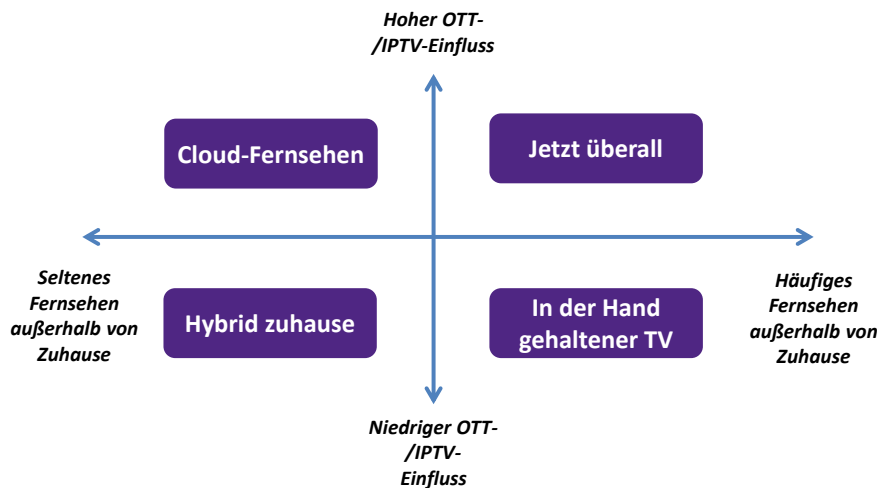 Hoher OTT-
/IPTV-Einfluss
Cloud-Fernsehen
Jetzt überall
Seltenes
Fernsehen
außerhalb von
Zuhause
Häufiges
Fernsehen
außerhalb von
Zuhause
Hybrid zuhause
In der Hand
gehaltener TV
Niedriger OTT-
/IPTV-
Einfluss